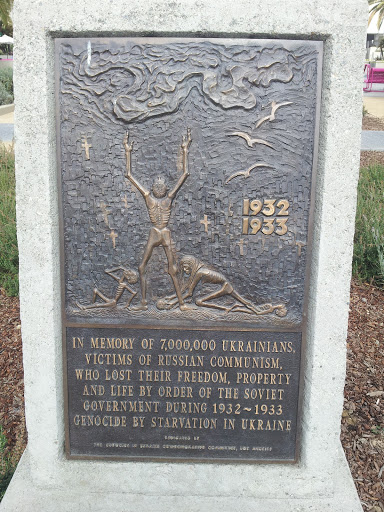 1932
1933
IN MEMORY OF 7,000,000 UKRAINIANS,
VICTIMS OF RUSSIAN COMMUNISM,
WHO LOST THEIR FREEDOM, PROPERTY
AND LIFE BY ORDER OF THE SOVIET
GOVERNMENT DURING 1932~1933
GENOCIDE BY STARVATION IN UKRAINE